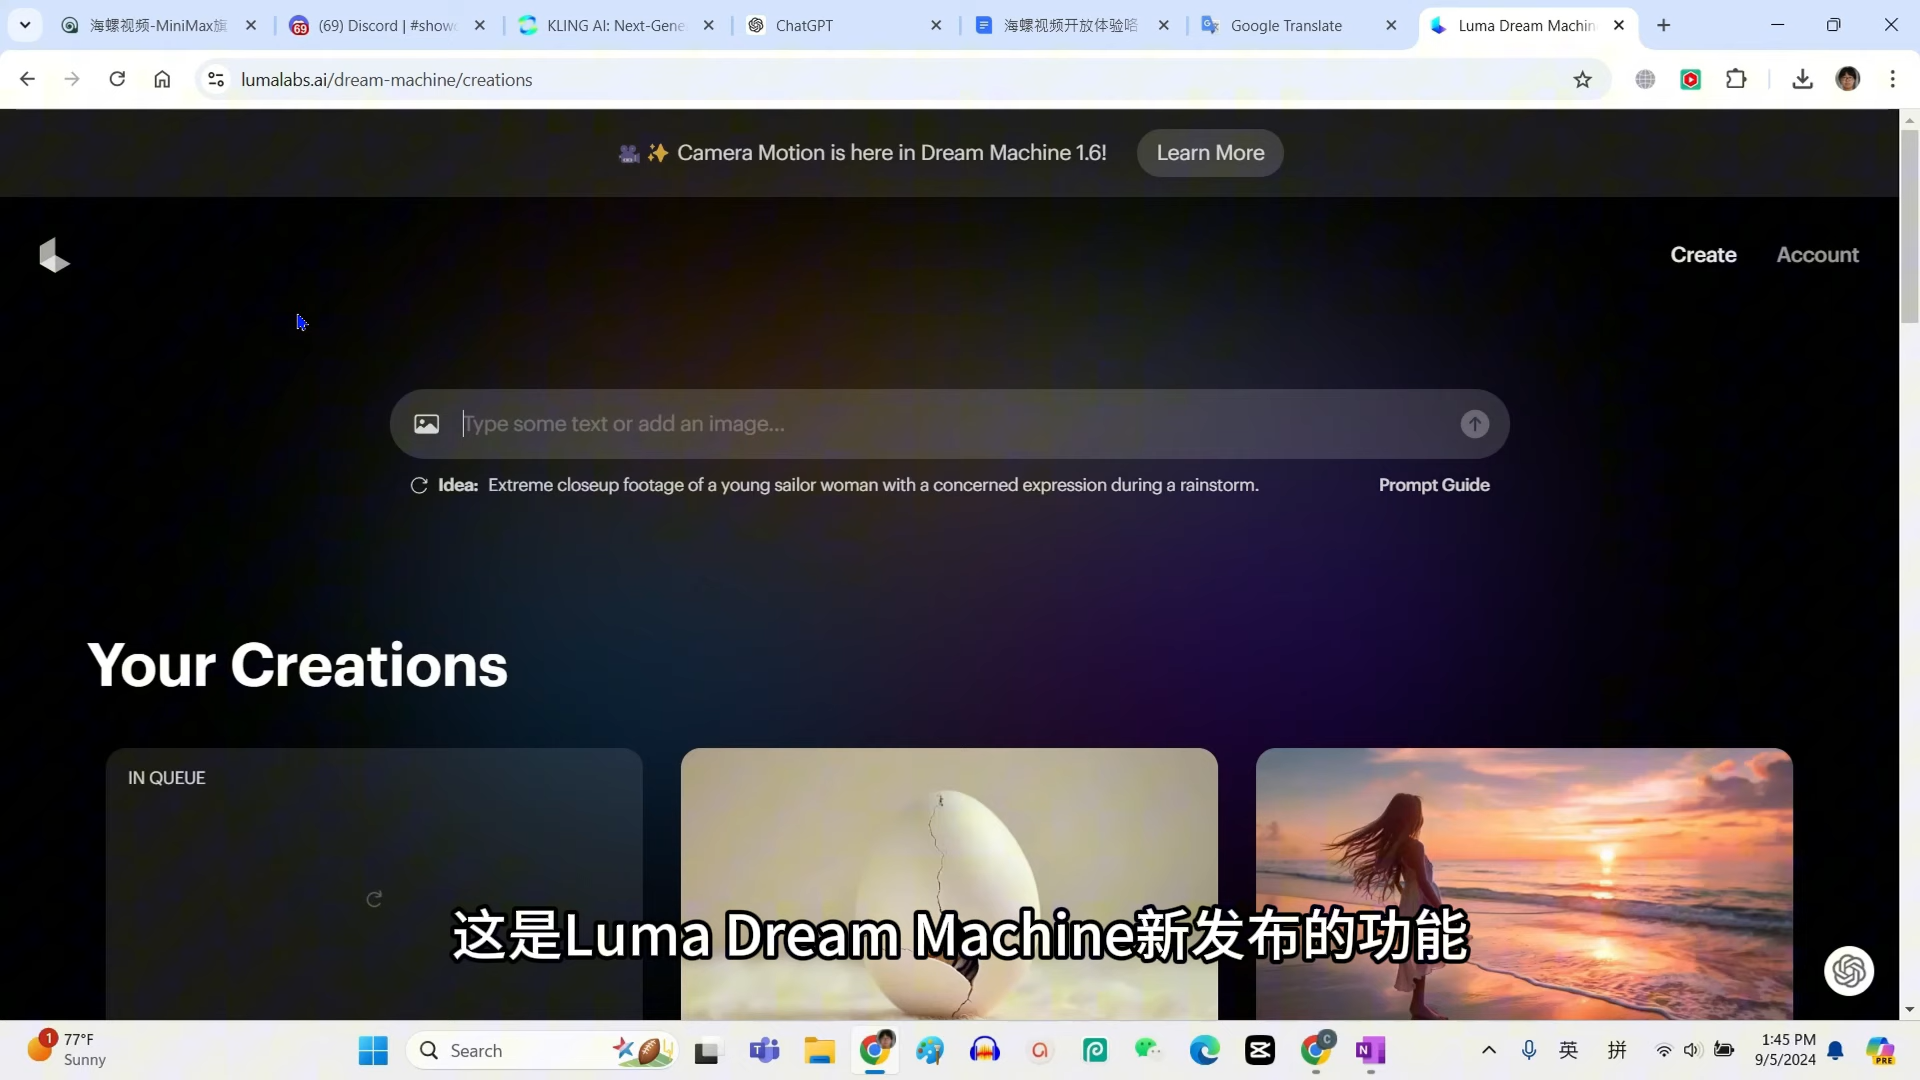 海螺视频-MiniMax旗
(69) Discord | #show
KLING AI: Next-Gene
ChatGPT
海螺视频开放体验咯
Google Translate
Luma Dream Machin
lumalabs.ai/dream-machine/creations
Camera Motion is here in Dream Machine 1.6!
Learn More
Create
Account
Type some text or add an image...
Idea: Extreme closeup footage of a young sailor woman with a concerned expression during a rainstorm.
Prompt Guide
Your Creations
IN QUEUE
这是Luma Dream Machine新发布的功能
1
77°F
Sunny
Search
英
拼
1:45 PM
9/5/2024
PRE